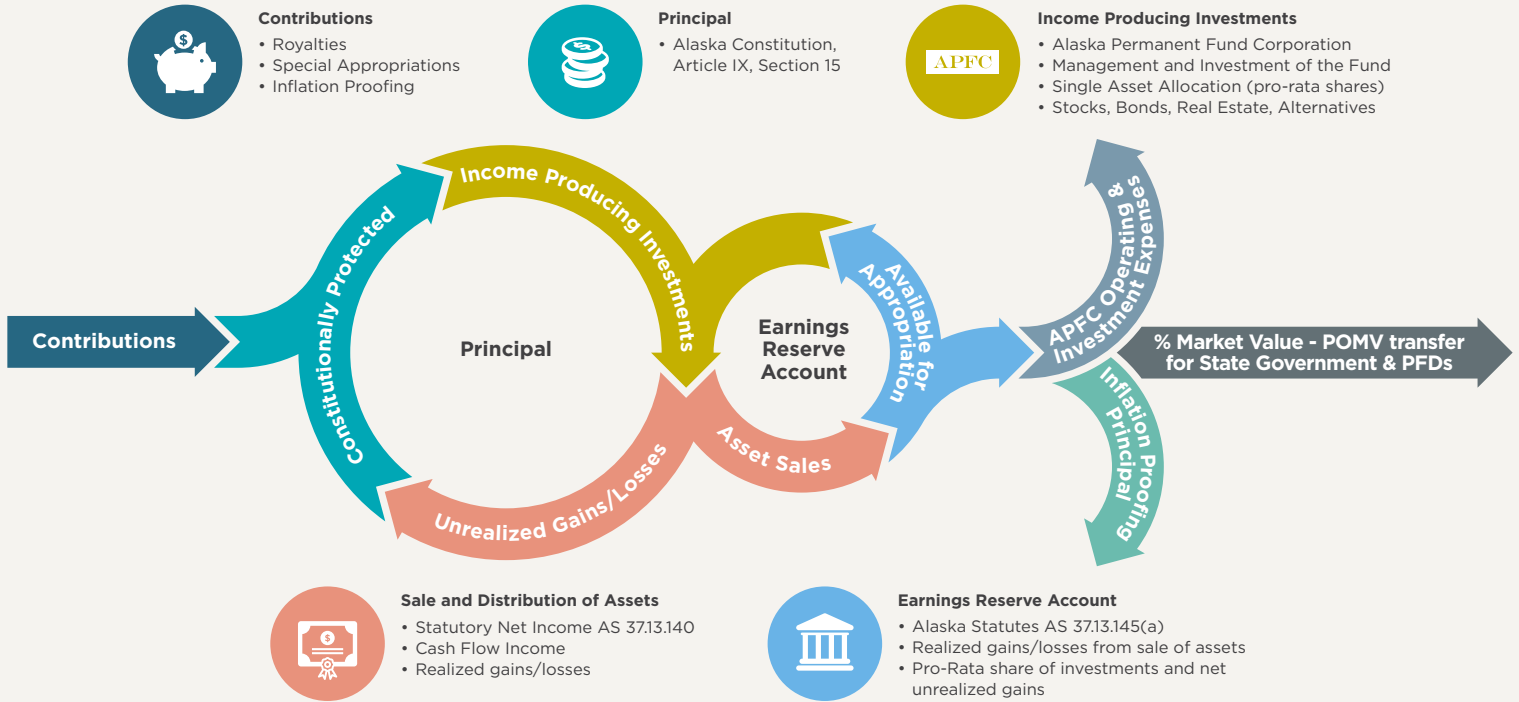 Contributions
• Royalties
• Special Appropriations
• Inflation Proofing
Principal
• Alaska Constitution,
Article IX, Section 15
APFC
Income Producing Investments
• Alaska Permanent Fund Corporation
• Management and Investment of the Fund
• Single Asset Allocation (pro-rata shares)
• Stocks, Bonds, Real Estate, Alternatives
$
Contributions
Constitutionally Protected
Income Producing Investments
Principal
Unrealized Gains/Losses
Earnings
Reserve
Account
Asset Sales
Available for
Appropriation
APFC Operating &
Investment Expenses
% Market Value - POMV transfer
for State Government & PFDs
Inflation Proofing
Principal
$
Sale and Distribution of Assets
• Statutory Net Income AS 37.13.140
• Cash Flow Income
• Realized gains/losses
Earnings Reserve Account
• Alaska Statutes AS 37.13.145(a)
• Realized gains/losses from sale of assets
• Pro-Rata share of investments and net
unrealized gains